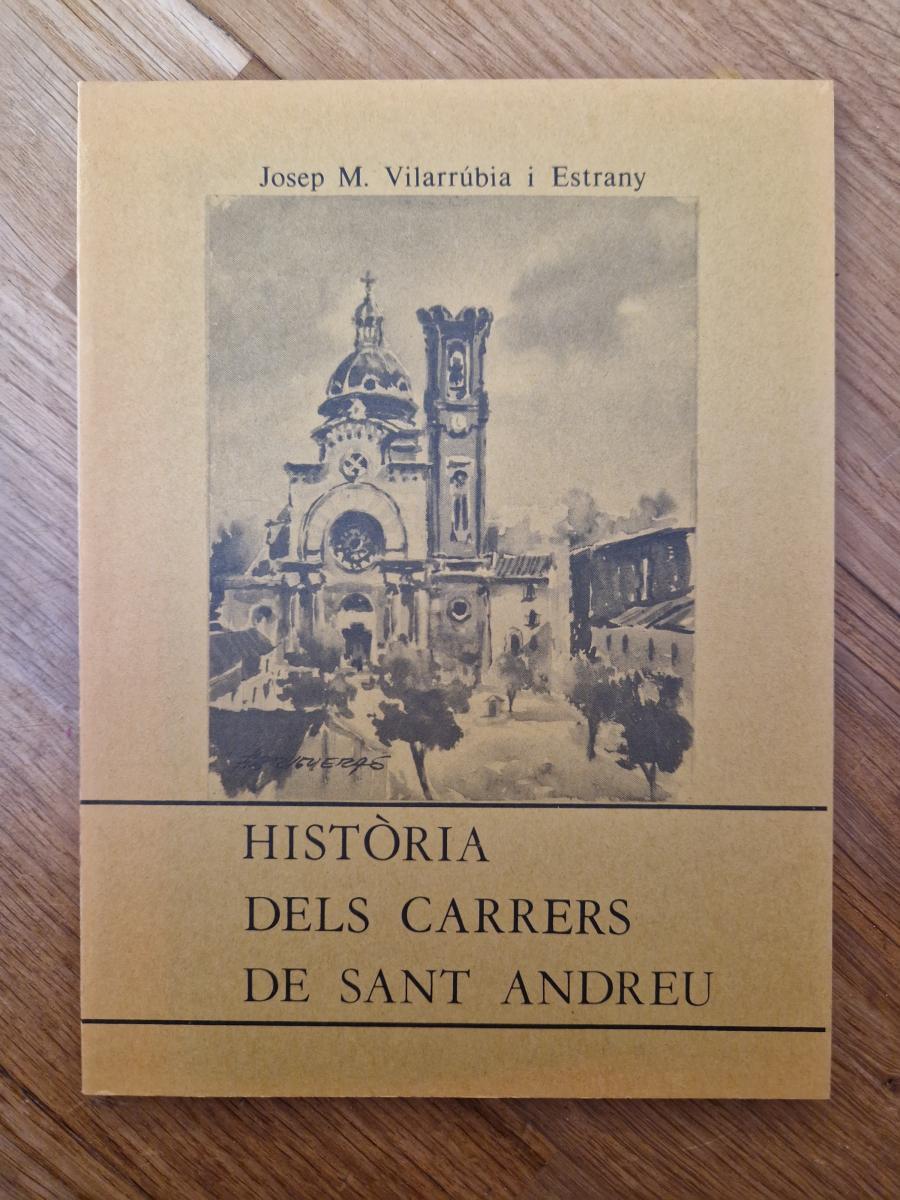 Josep M. Vilarrúbia i Estrany
HISTÒRIA
DELS CARRERS
DE SANT ANDREU